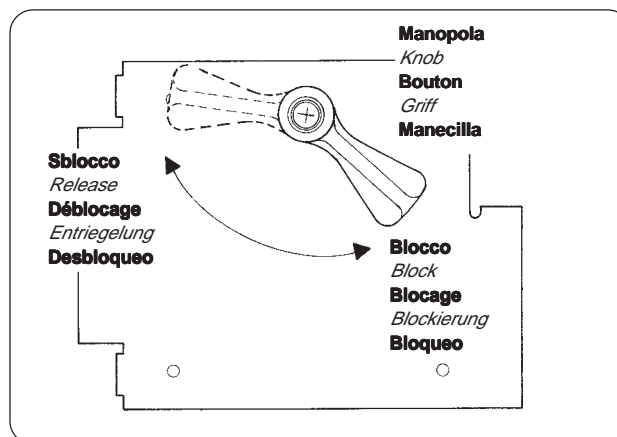 Manopola
Knob
Bouton
Griff
Manecilla
Sblocco
Release
Déblocage
Entriegelung
Desbloqueo
Blocco
Block
Blocage
Blockierung
Bloqueo